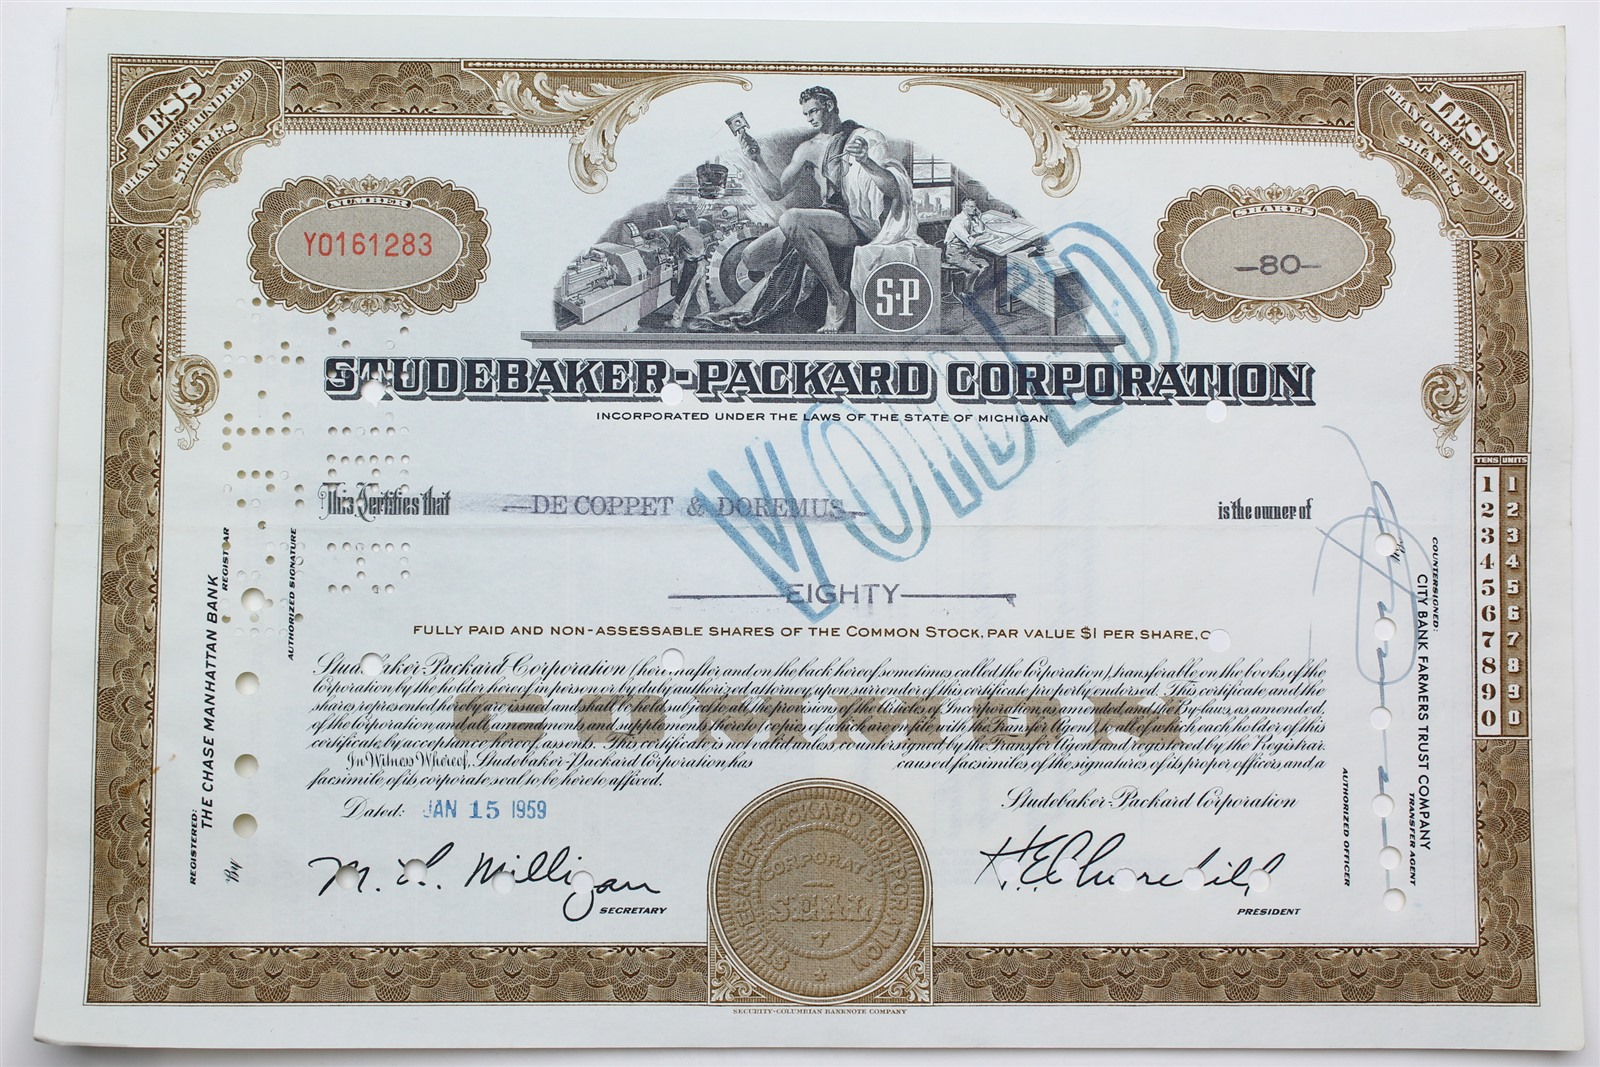 LESS
THAN ONE HUNDRED
SHARES
LESS
THAN ONE HUNDRED
SHARES
NUMBER
Y0161283
SHARES
—80—
S·P
STUDEBAKER-PACKARD CORPORATION
INCORPORATED UNDER THE LAWS OF THE STATE OF MICHIGAN
VOIDED
This Certifies that —DE COPPET & DOREMUS— is the owner of
—EIGHTY—
FULLY PAID AND NON-ASSESSABLE SHARES OF THE COMMON STOCK, PAR VALUE $1 PER SHARE, O
Studebaker-Packard Corporation (hereinafter and on the back hereof sometimes called the Corporation), transferable on the books of the
Corporation by the holder hereof in person or by duly authorized attorney upon surrender of this certificate properly endorsed. This certificate and the
shares represented hereby are issued and shall be held subject to all the provisions of the Articles of Incorporation, as amended, and the By-laws, as amended,
of the Corporation and all amendments and supplements thereto, copies of which are on file with the Transfer Agent, to all of which each holder of this
certificate, by acceptance hereof, assents. This certificate is not valid unless countersigned by the Transfer Agent and registered by the Registrar.
COMMON
In Witness Whereof, Studebaker-Packard Corporation has caused facsimiles of the signatures of its proper officers, and a
facsimile of its corporate seal to be hereto affixed.
Dated: JAN 15 1959
Studebaker-Packard Corporation
M. L. Milligan
SECRETARY
H. E. Churchill
PRESIDENT
STUDEBAKER-PACKARD CORPORATION
CORPORATE
SEAL
SECURITY-COLUMBIAN BANKNOTE COMPANY
REGISTERED:
THE CHASE MANHATTAN BANK
REGISTRAR
By
AUTHORIZED SIGNATURE
COUNTERSIGNED:
CITY BANK FARMERS TRUST COMPANY
TRANSFER AGENT
By
AUTHORIZED OFFICER
TENS UNITS
1 1
2 2
3 3
4 4
5 5
6 6
7 7
8 8
9 9
0 0